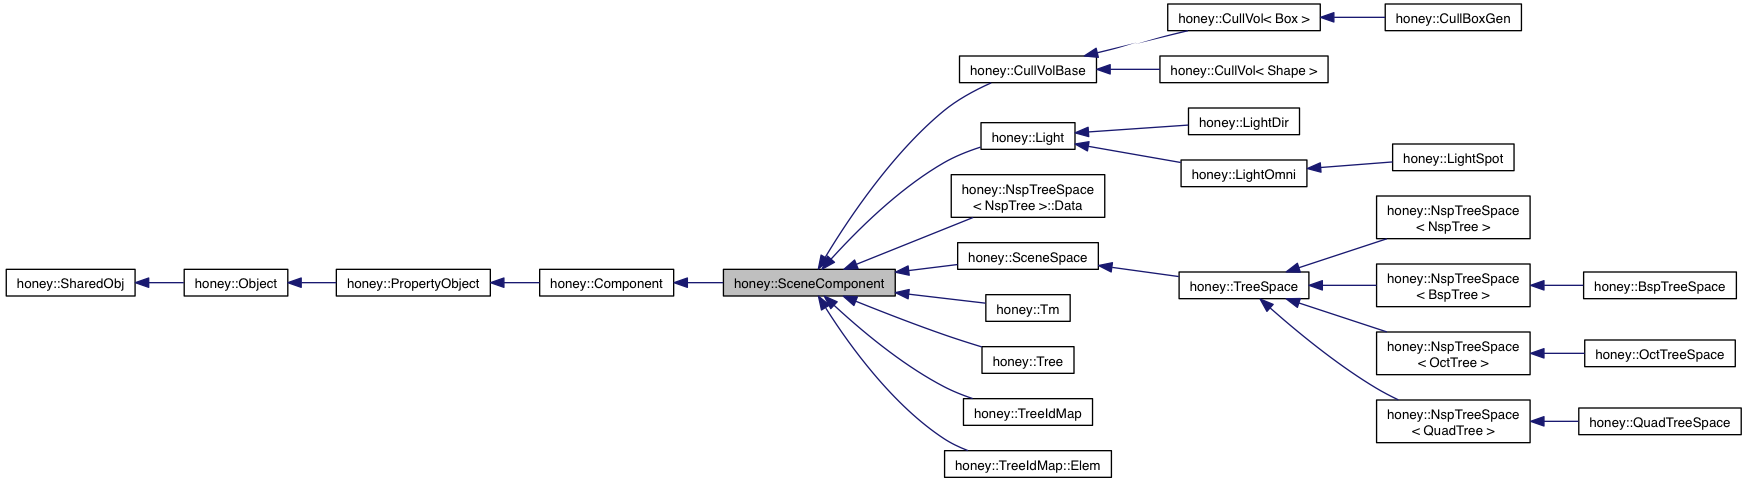 honey::CullVol< Box >
honey::CullBoxGen
honey::CullVolBase
honey::CullVol< Shape >
honey::Light
honey::LightDir
honey::LightOmni
honey::LightSpot
honey::NspTreeSpace
< NspTree >::Data
honey::SceneSpace
honey::NspTreeSpace
< NspTree >
honey::SharedObj
honey::Object
honey::PropertyObject
honey::Component
honey::SceneComponent
honey::TreeSpace
honey::NspTreeSpace
< BspTree >
honey::BspTreeSpace
honey::Tm
honey::NspTreeSpace
< OctTree >
honey::OctTreeSpace
honey::Tree
honey::TreeIdMap
honey::NspTreeSpace
< QuadTree >
honey::QuadTreeSpace
honey::TreeIdMap::Elem